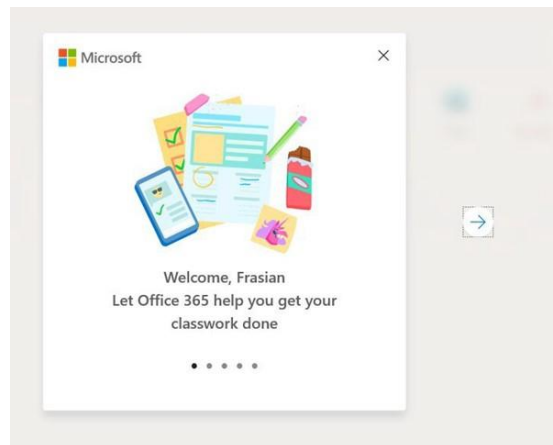 Microsoft
Welcome, Frasian
Let Office 365 help you get your
classwork done